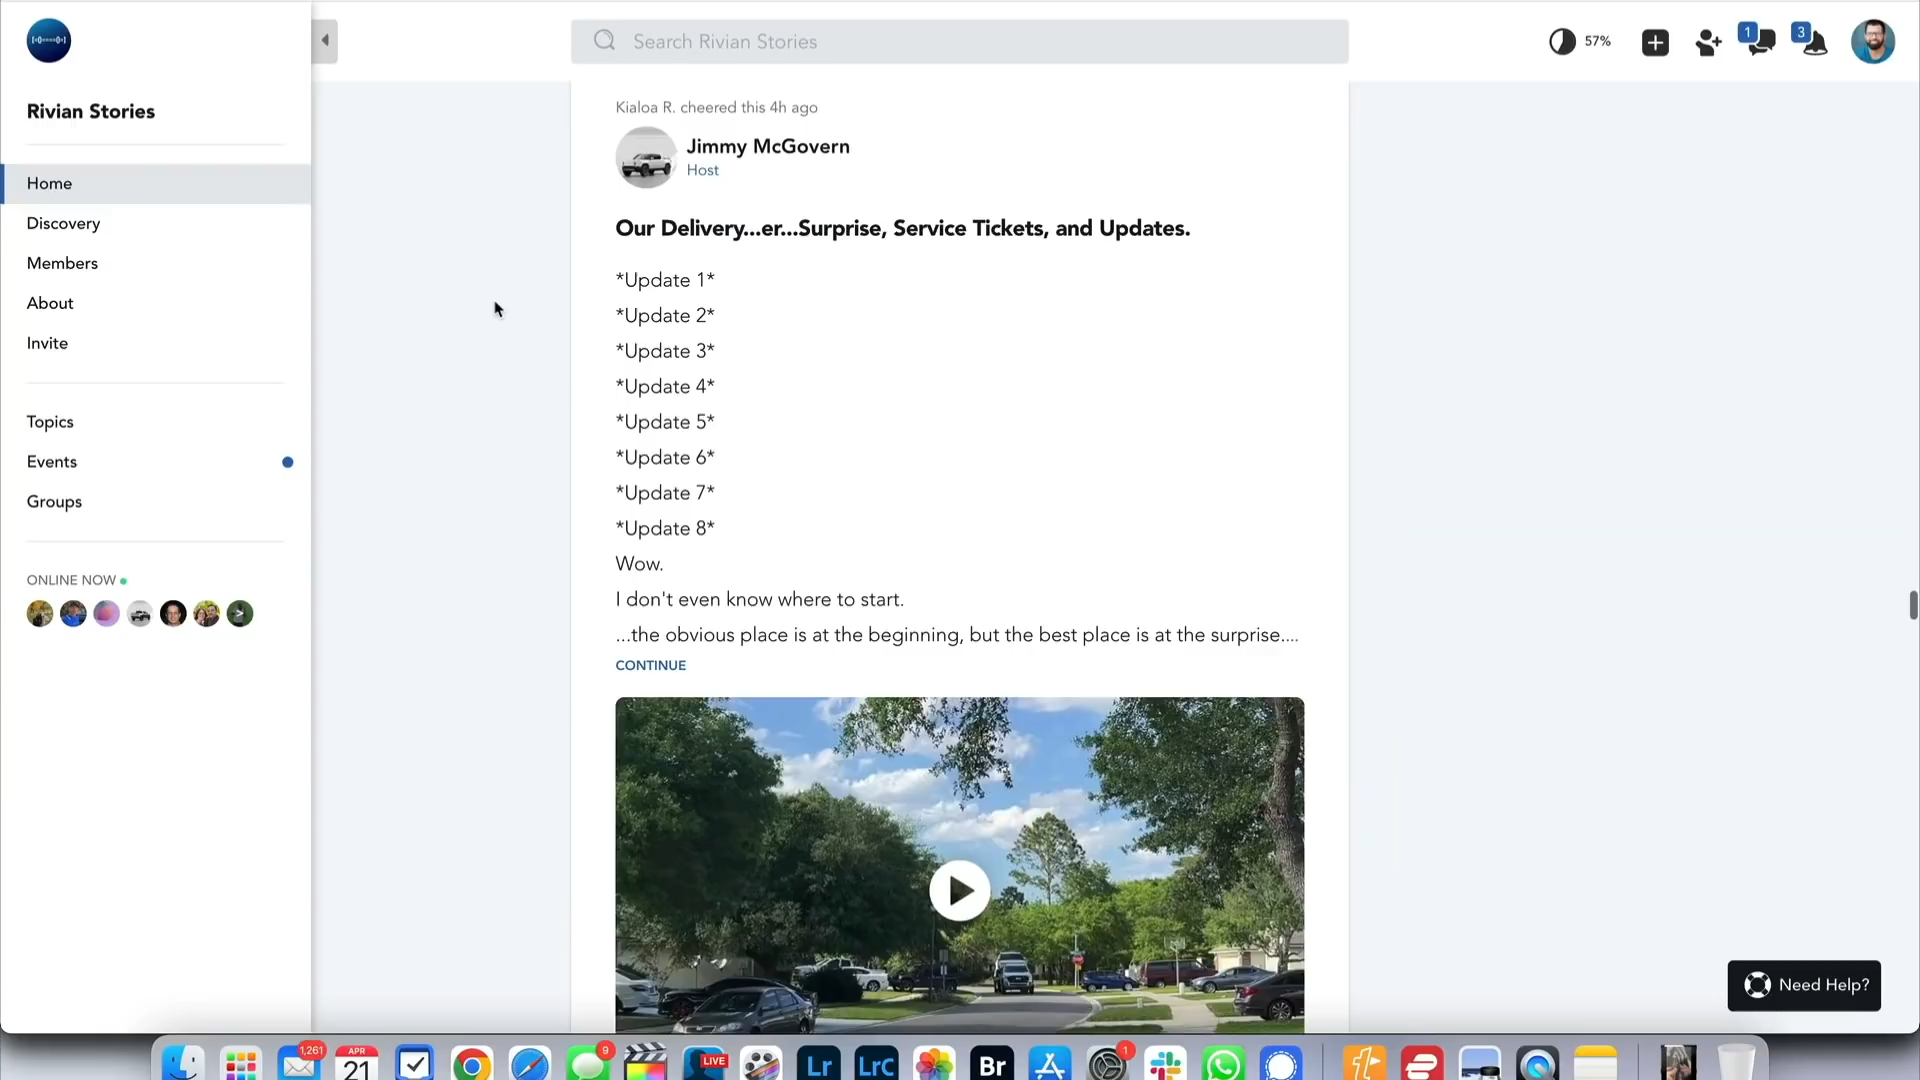 Search Rivian Stories
57%
1
3
Rivian Stories
Home
Discovery
Members
About
Invite
Topics
Events
Groups
ONLINE NOW
Kialoa R. cheered this 4h ago
Jimmy McGovern
Host
Our Delivery...er...Surprise, Service Tickets, and Updates.
*Update 1*
*Update 2*
*Update 3*
*Update 4*
*Update 5*
*Update 6*
*Update 7*
*Update 8*
Wow.
I don't even know where to start.
...the obvious place is at the beginning, but the best place is at the surprise....
CONTINUE
Need Help?
1,261
APR
21
9
LIVE
Lr
LrC
Br
1